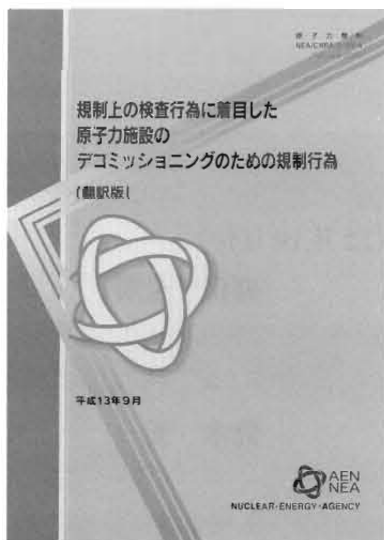 規制上の検査行為に着目した
原子力施設の
デコミッショニングのための規制行為
(翻訳版(
平成13年9月
AEN
NEA
NUCLEAR・ENERGY・AGENCY